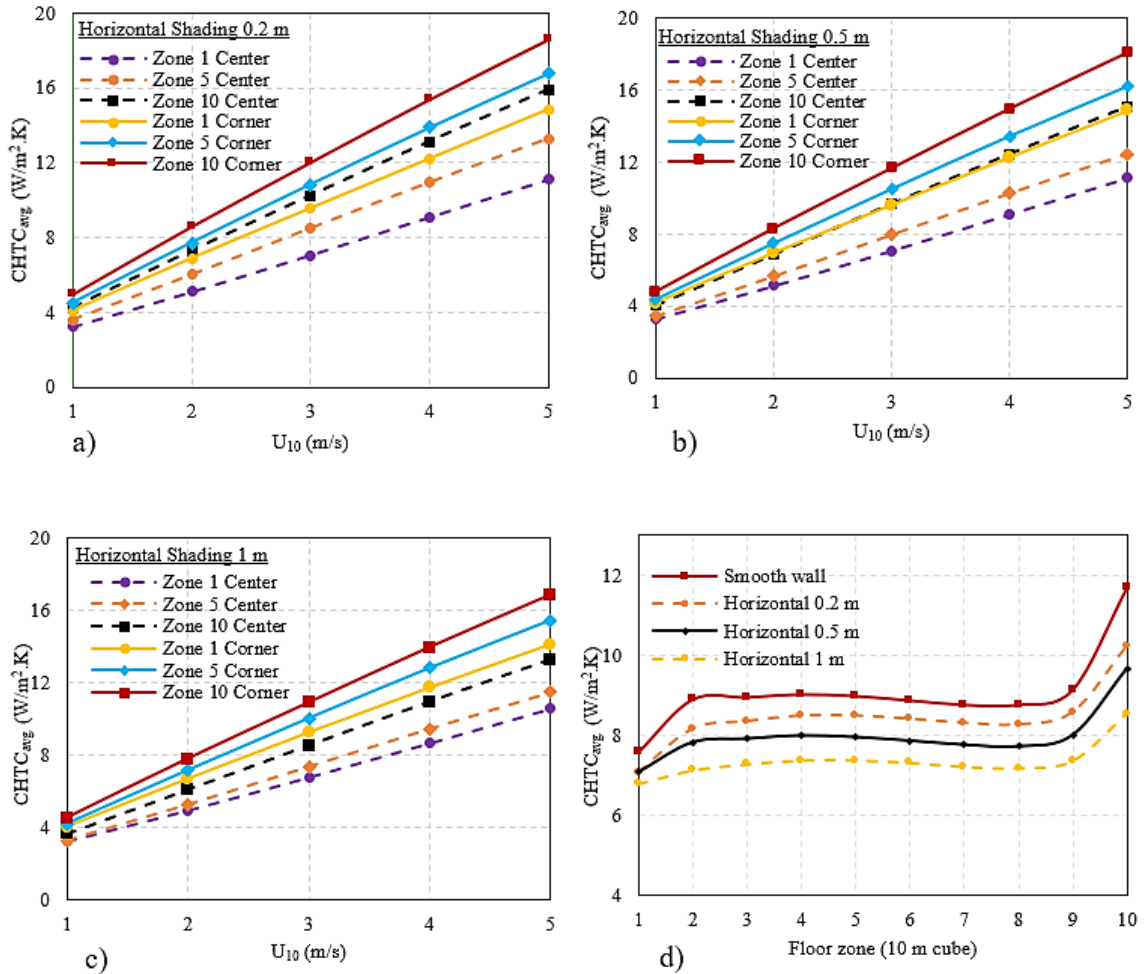 Horizontal Shading 0.2 m
Zone 1 Center
Zone 5 Center
Zone 10 Center
Zone 1 Corner
Zone 5 Corner
Zone 10 Corner
CHTCavg. (W/m².K)
20
16
12
8
4
0
1 2 3 4 5
U10 (m/s)
a)
Horizontal Shading 0.5 m
Zone 1 Center
Zone 5 Center
Zone 10 Center
Zone 1 Corner
Zone 5 Corner
Zone 10 Corner
CHTCavg. (W/m².K)
20
16
12
8
4
0
1 2 3 4 5
U10 (m/s)
b)
Horizontal Shading 1 m
Zone 1 Center
Zone 5 Center
Zone 10 Center
Zone 1 Corner
Zone 5 Corner
Zone 10 Corner
CHTCavg. (W/m².K)
20
16
12
8
4
0
1 2 3 4 5
U10 (m/s)
c)
Smooth wall
Horizontal 0.2 m
Horizontal 0.5 m
Horizontal 1 m
CHTCavg. (W/m².K)
12
10
8
6
4
1 2 3 4 5 6 7 8 9 10
Floor zone (10 m cube)
d)